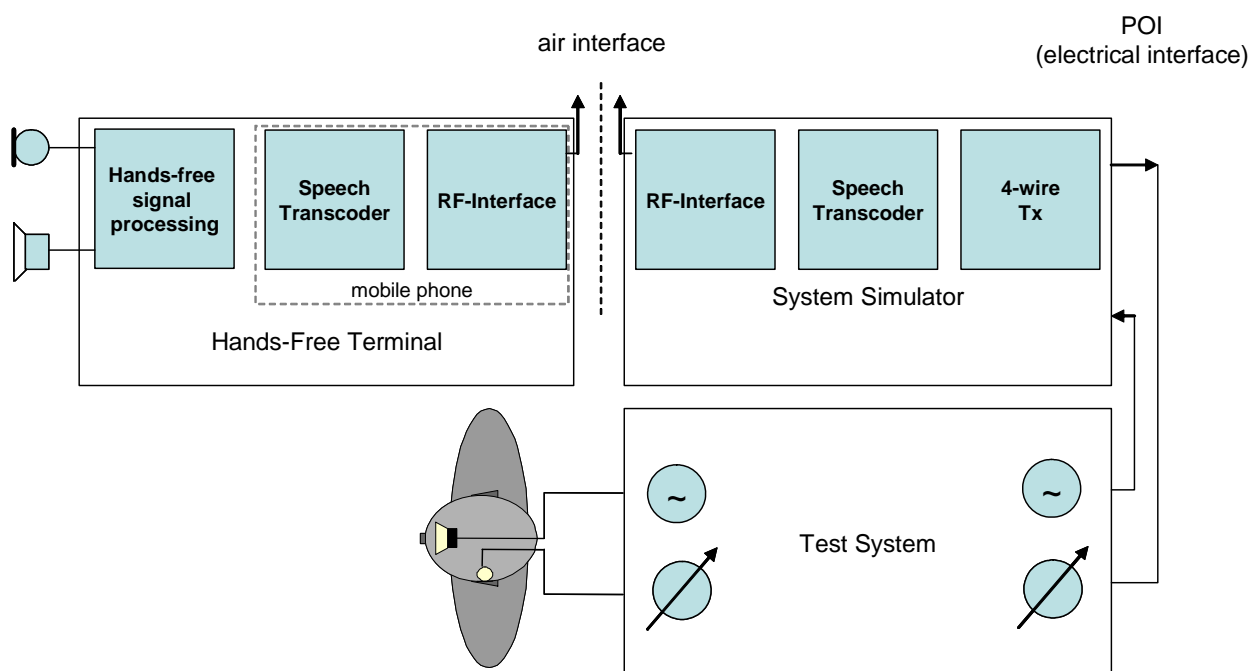 air interface
POI
(electrical interface)
Hands-free
signal
processing
Speech
Transcoder
RF-Interface
mobile phone
Hands-Free Terminal
RF-Interface
Speech
Transcoder
4-wire
Tx
System Simulator
~
~
Test System